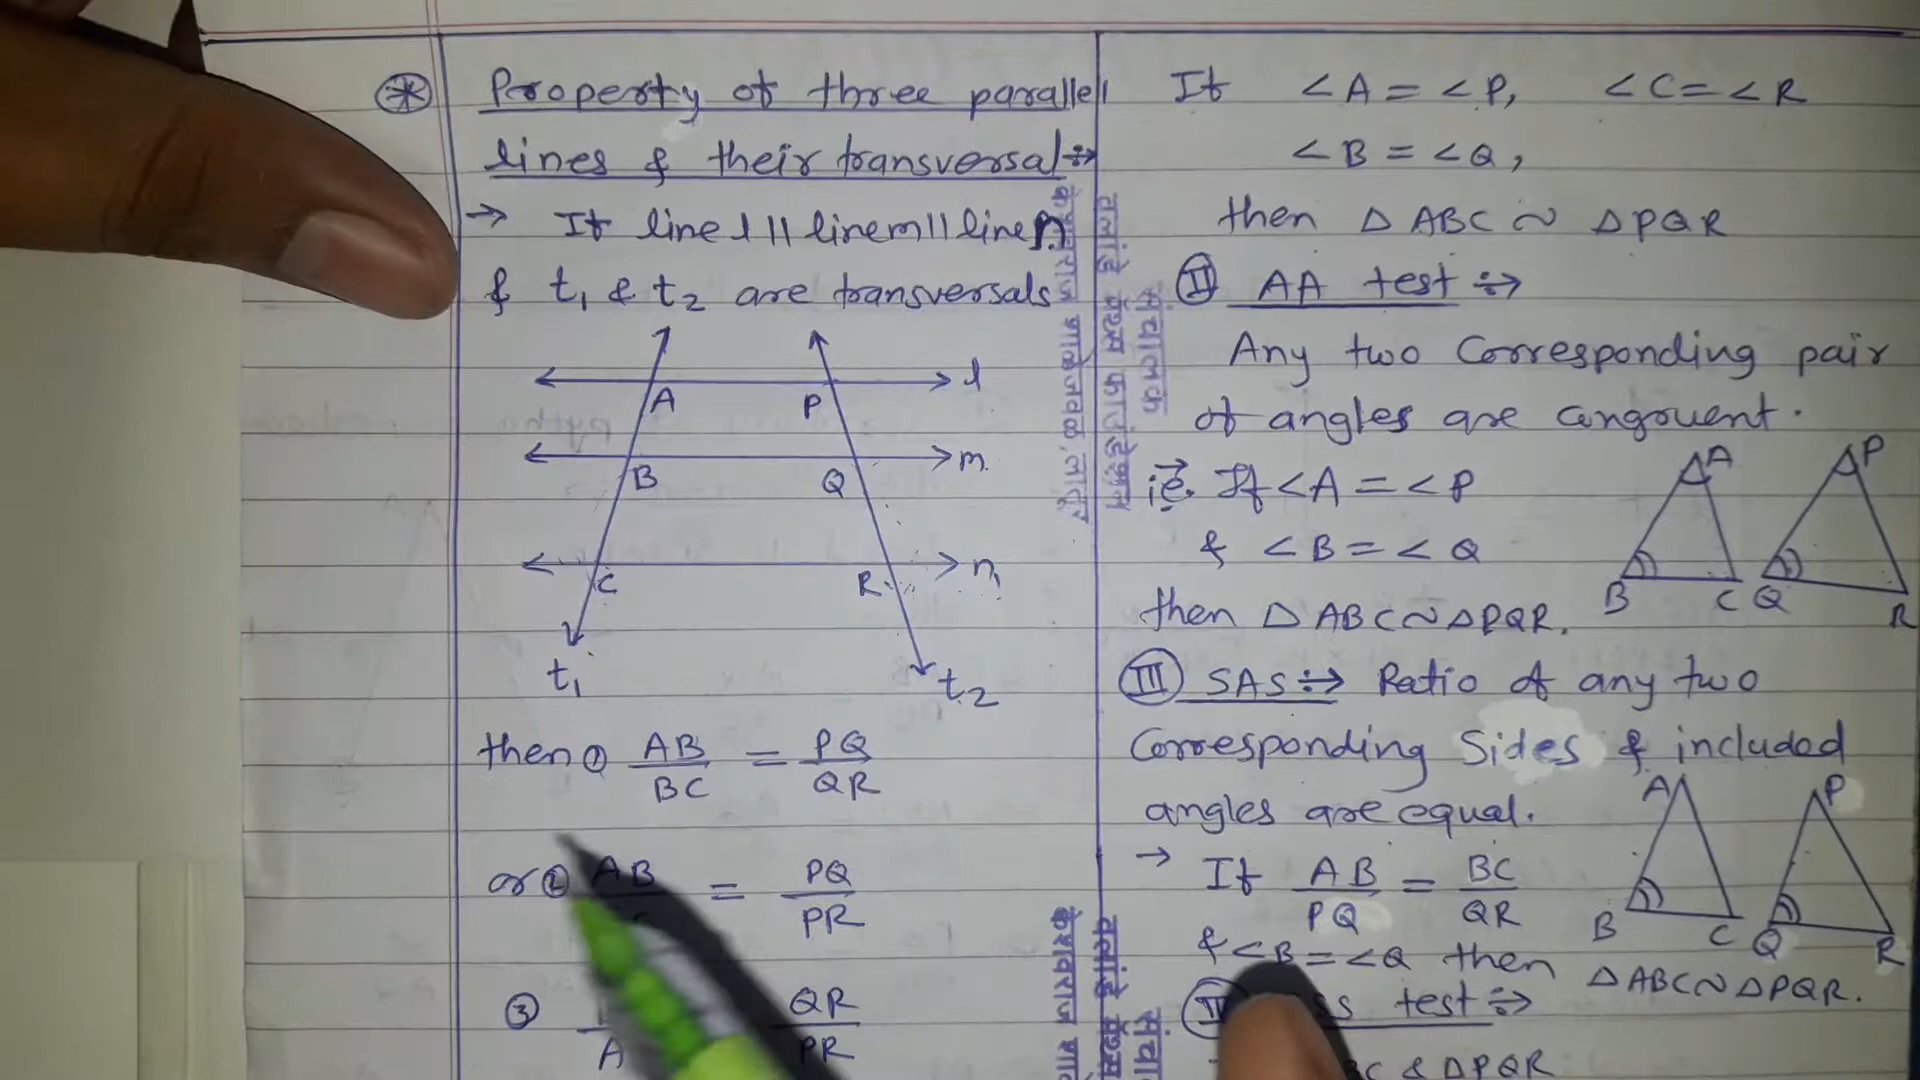 Property of three parallel
lines & their transversal ÷>
→ If line l || line m || line n
& t₁ & t₂ are transversals
l
A P
m
B Q
n
C R
t₁ t₂
then ① AB/BC = PQ/QR
or ② AB = PQ/PR
③ QR/PR
If <A = <P, <C = <R
<B = <Q,
then △ABC ~ △PQR
II AA test ÷>
Any two Corresponding pair
of angles are congruent.
ie. If <A = <P
& <B = <Q
then △ABC ~ △PQR.
A P
B C Q R
III SAS ÷> Ratio of any two
Corresponding Sides & included
angles are equal.
→ If AB/PQ = BC/QR
& <B = <Q then △ABC ~ △PQR.
A P
B C Q R
test ÷>
BC & △PQR